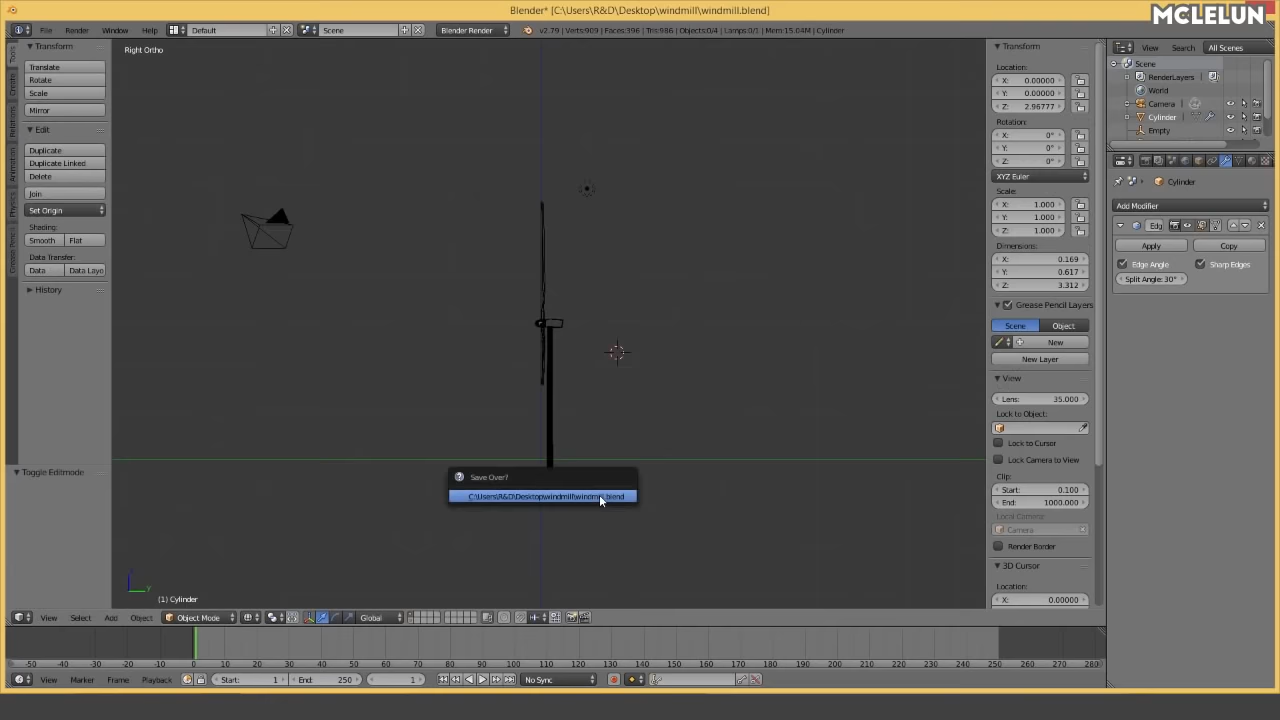 Blender* [C:\Users\R&D\Desktop\windmill\windmill.blend]
MCLELUN
File Render Window Help
Default
Scene
Blender Render
v2.79 | Verts:909 | Faces:396 | Tris:986 | Objects:0/4 | Lamps:0/1 | Mem:15.04M | Cylinder
View Search All Scenes
Tools
Create
Relations
Animation
Physics
Grease Pencil
Transform
Translate
Rotate
Scale
Mirror
Edit
Duplicate
Duplicate Linked
Delete
Join
Set Origin
Shading:
Smooth Flat
Data Transfer:
Data Data Layo
History
Toggle Editmode
Right Ortho
Save Over?
C:\Users\R&D\Desktop\windmill\windmill.blend
y
(1) Cylinder
Transform
Location:
X: 0.00000
Y: 0.00000
Z: 2.96777
Rotation:
X: 0°
Y: 0°
Z: 0°
XYZ Euler
Scale:
X: 1.000
Y: 1.000
Z: 1.000
Dimensions:
X: 0.169
Y: 0.617
Z: 3.312
Grease Pencil Layers
Scene Object
New
New Layer
View
Lens: 35.000
Lock to Object:
Lock to Cursor
Lock Camera to View
Clip:
Start: 0.100
End: 1000.000
Local Camera:
Camera
Render Border
3D Cursor
Location:
X: 0.00000
Scene
RenderLayers
World
Camera
Cylinder
Empty
Cylinder
Add Modifier
Edg
Apply Copy
Edge Angle Sharp Edges
Split Angle: 30°
View Select Add Object Object Mode Global
-50 -40 -30 -20 -10 0 10 20 30 40 50 60 70 80 90 100 110 120 130 140 150 160 170 180 190 200 210 220 230 240 250 260 270 280
View Marker Frame Playback Start: 1 End: 250 1 No Sync